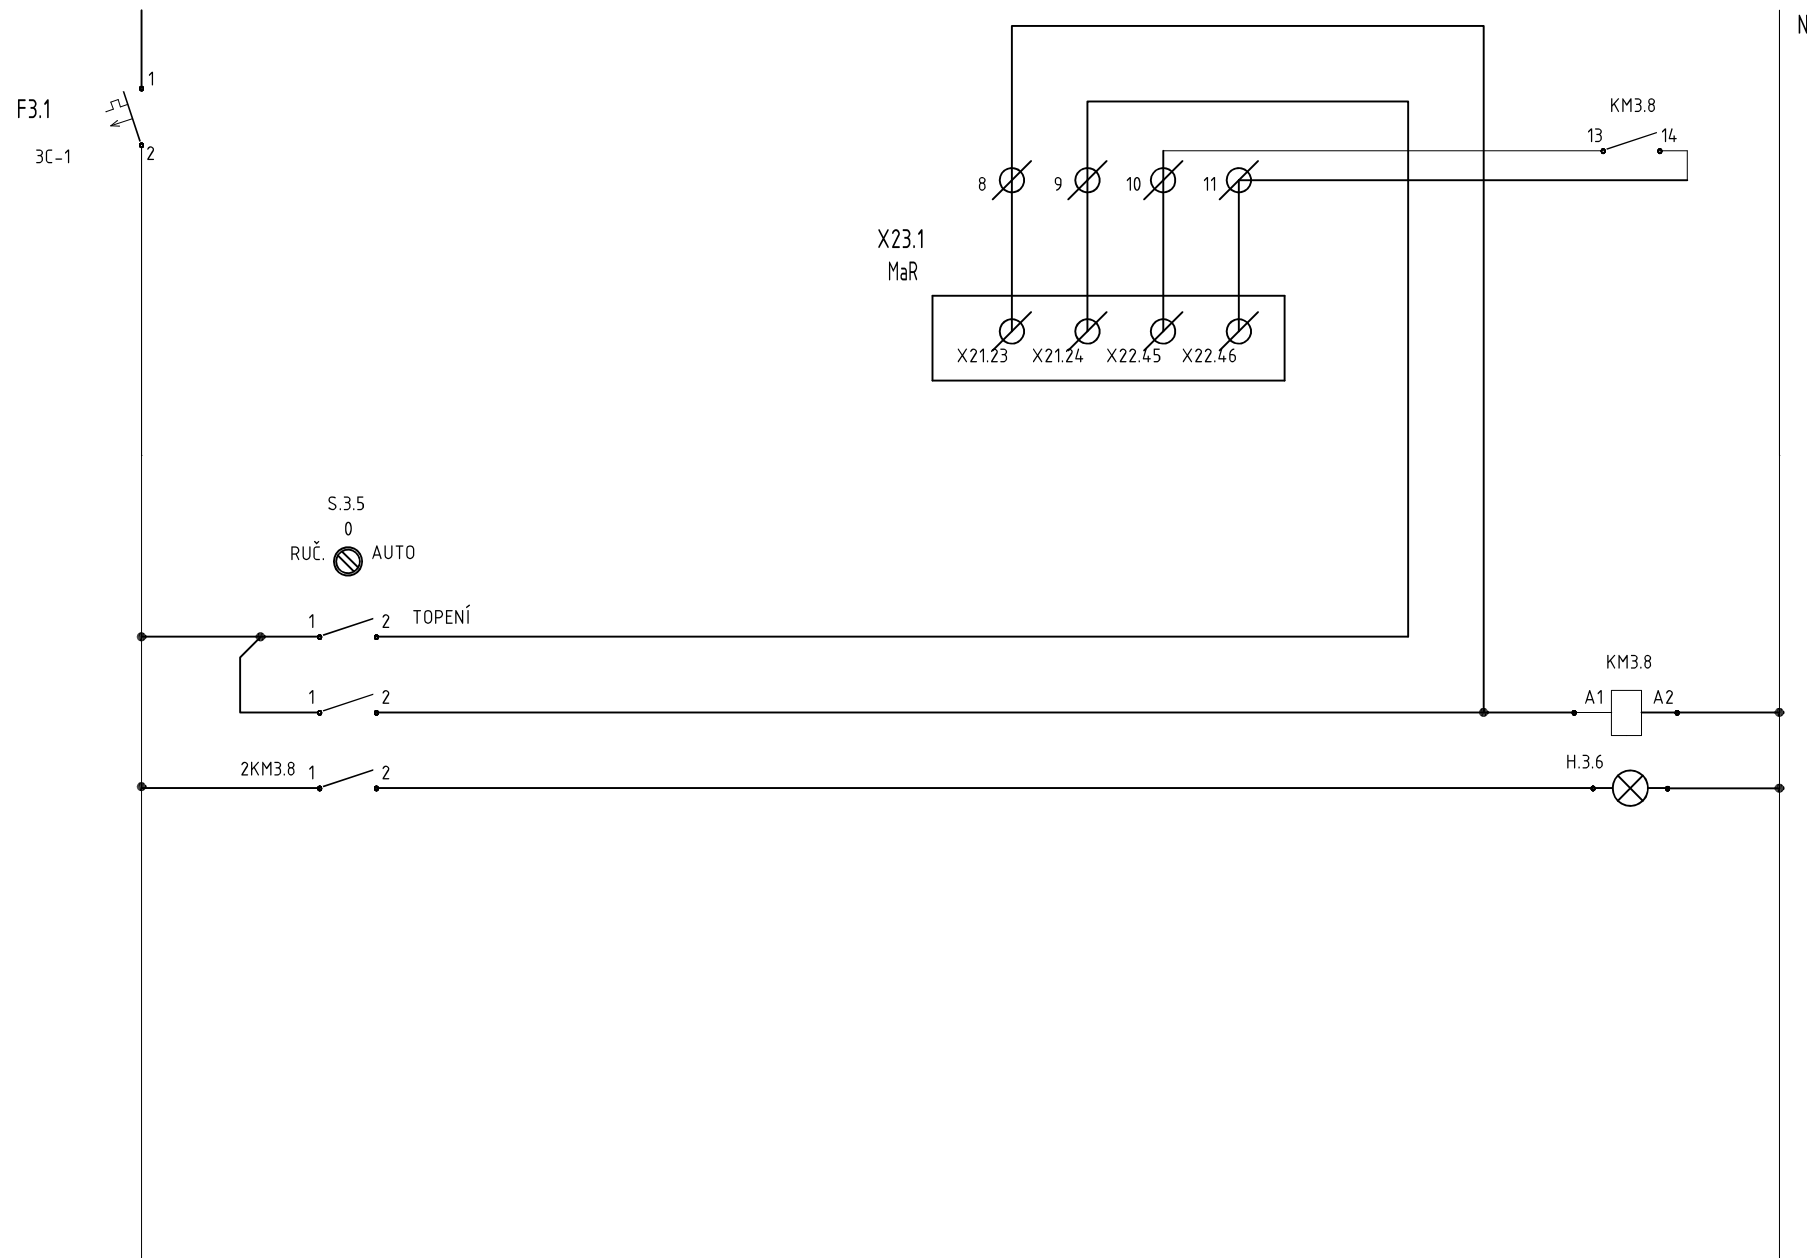 N
1
F3.1
2
3C-1
KM3.8
13 14
8 9 10 11
X23.1
MaR
X21.23 X21.24 X22.45 X22.46
S.3.5
0
RUČ. AUTO
1 2 TOPENÍ
KM3.8
1 2 A1 A2
2KM3.8 1 2 H.3.6